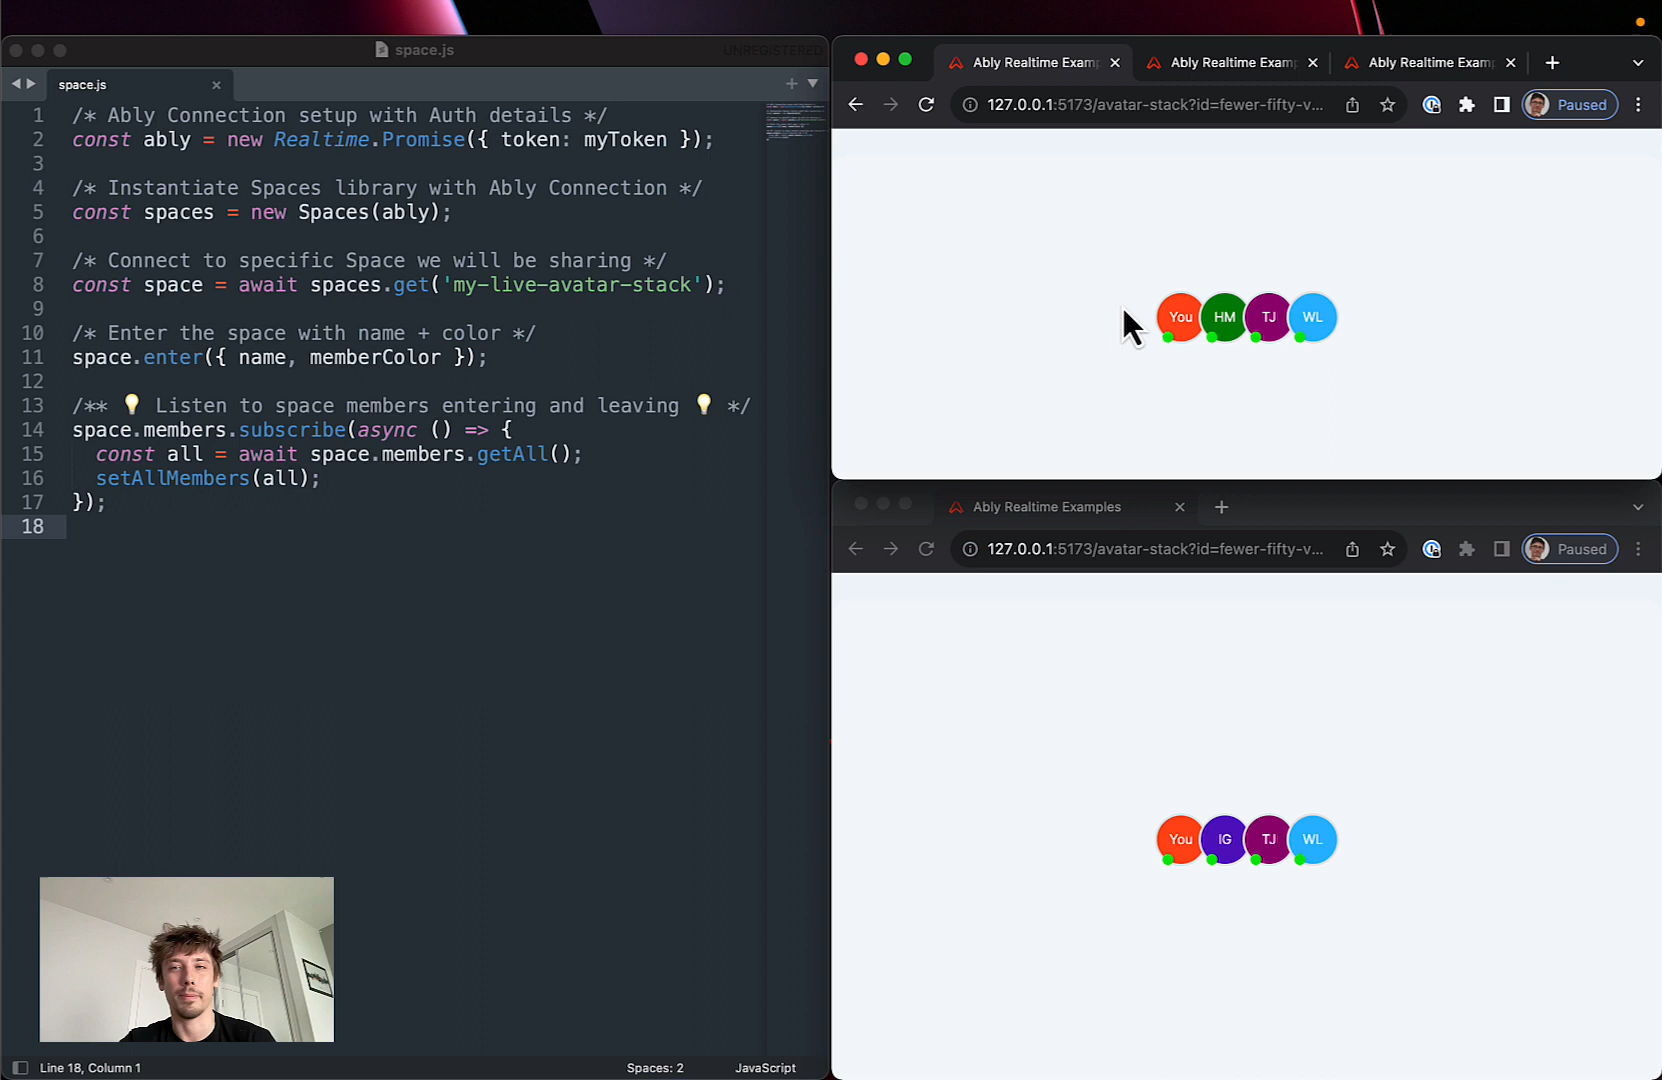 space.js
UNREGISTERED
space.js
1 /* Ably Connection setup with Auth details */
2 const ably = new Realtime.Promise({ token: myToken });
3
4 /* Instantiate Spaces library with Ably Connection */
5 const spaces = new Spaces(ably);
6
7 /* Connect to specific Space we will be sharing */
8 const space = await spaces.get('my-live-avatar-stack');
9
10 /* Enter the space with name + color */
11 space.enter({ name, memberColor });
12
13 /** 💡 Listen to space members entering and leaving 💡 */
14 space.members.subscribe(async () => {
15 const all = await space.members.getAll();
16 setAllMembers(all);
17 });
18
Line 18, Column 1
Spaces: 2
JavaScript
Ably Realtime Examp
Ably Realtime Examp
Ably Realtime Examp
127.0.0.1:5173/avatar-stack?id=fewer-fifty-v...
Paused
You HM TJ WL
Ably Realtime Examples
127.0.0.1:5173/avatar-stack?id=fewer-fifty-v...
Paused
You IG TJ WL